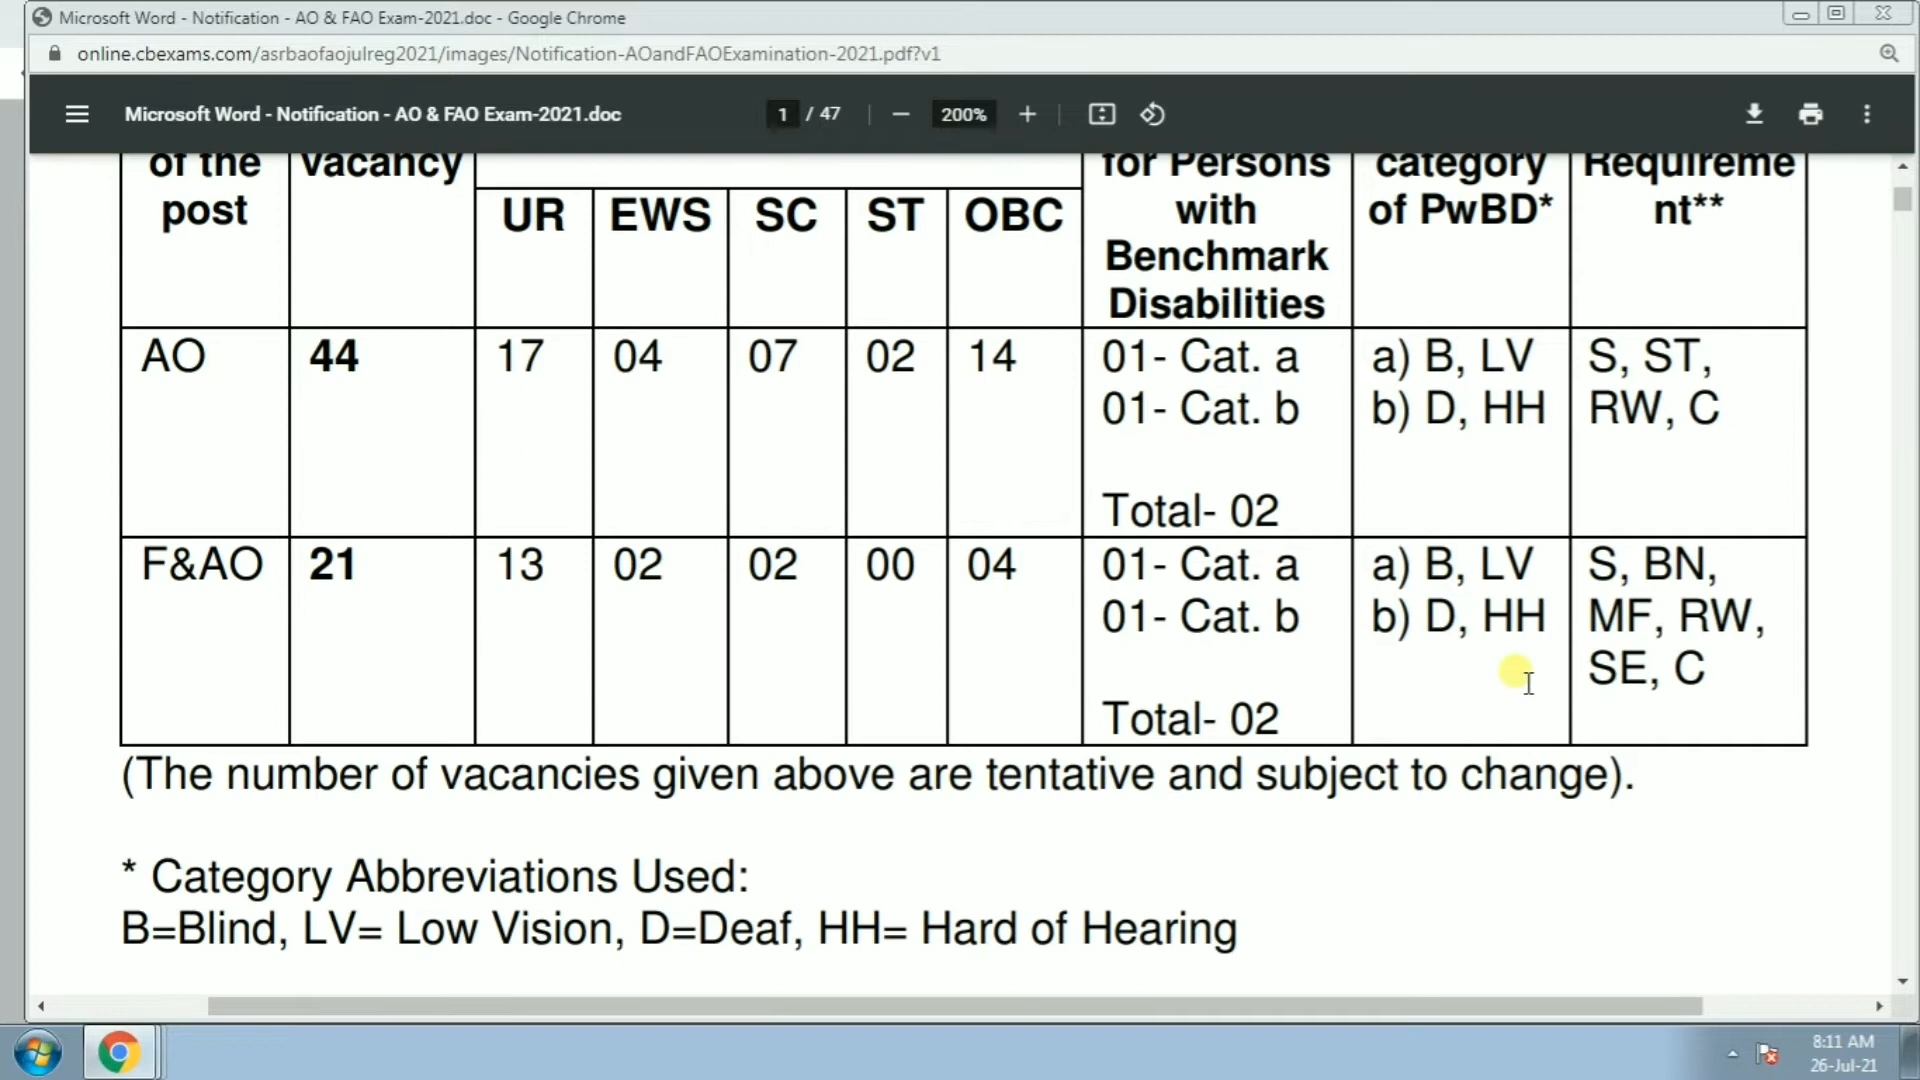 Microsoft Word - Notification - AO & FAO Exam-2021.doc - Google Chrome
online.cbexams.com/asrbaofaojulreg2021/images/Notification-AOandFAOExamination-2021.pdf?v1
Microsoft Word - Notification - AO & FAO Exam-2021.doc 1 / 47 − 200% +
of the vacancy for Persons category Requireme
post UR EWS SC ST OBC with of PwBD* nt**
Benchmark
Disabilities
AO 44 17 04 07 02 14 01- Cat. a a) B, LV S, ST,
01- Cat. b b) D, HH RW, C
Total- 02
F&AO 21 13 02 02 00 04 01- Cat. a a) B, LV S, BN,
01- Cat. b b) D, HH MF, RW,
SE, C
Total- 02
(The number of vacancies given above are tentative and subject to change).
* Category Abbreviations Used:
B=Blind, LV= Low Vision, D=Deaf, HH= Hard of Hearing
8:11 AM
26-Jul-21